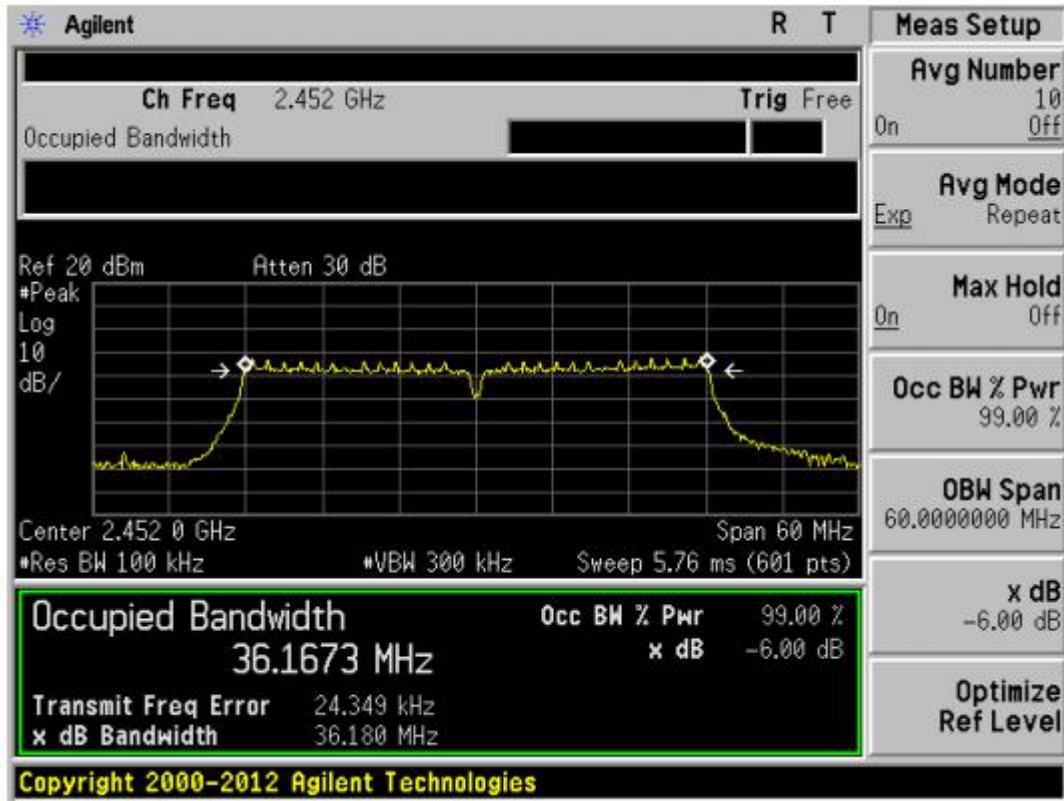 Agilent R T
Ch Freq 2.452 GHz Trig Free
Occupied Bandwidth
Ref 20 dBm Atten 30 dB
#Peak
Log
10
dB/
Center 2.452 0 GHz Span 60 MHz
#Res BW 100 kHz #VBW 300 kHz Sweep 5.76 ms (601 pts)
Occupied Bandwidth
36.1673 MHz
Occ BW % Pwr 99.00 %
x dB -6.00 dB
Transmit Freq Error 24.349 kHz
x dB Bandwidth 36.180 MHz
Copyright 2000-2012 Agilent Technologies
Meas Setup
Avg Number
10
On Off
Avg Mode
Exp Repeat
Max Hold
On Off
Occ BW % Pwr
99.00 %
OBW Span
60.0000000 MHz
x dB
-6.00 dB
Optimize
Ref Level